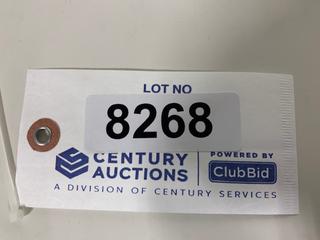 LOT NO
8268
CENTURY POWERED BY
AUCTIONS ClubBid
A DIVISION OF CENTURY SERVICES